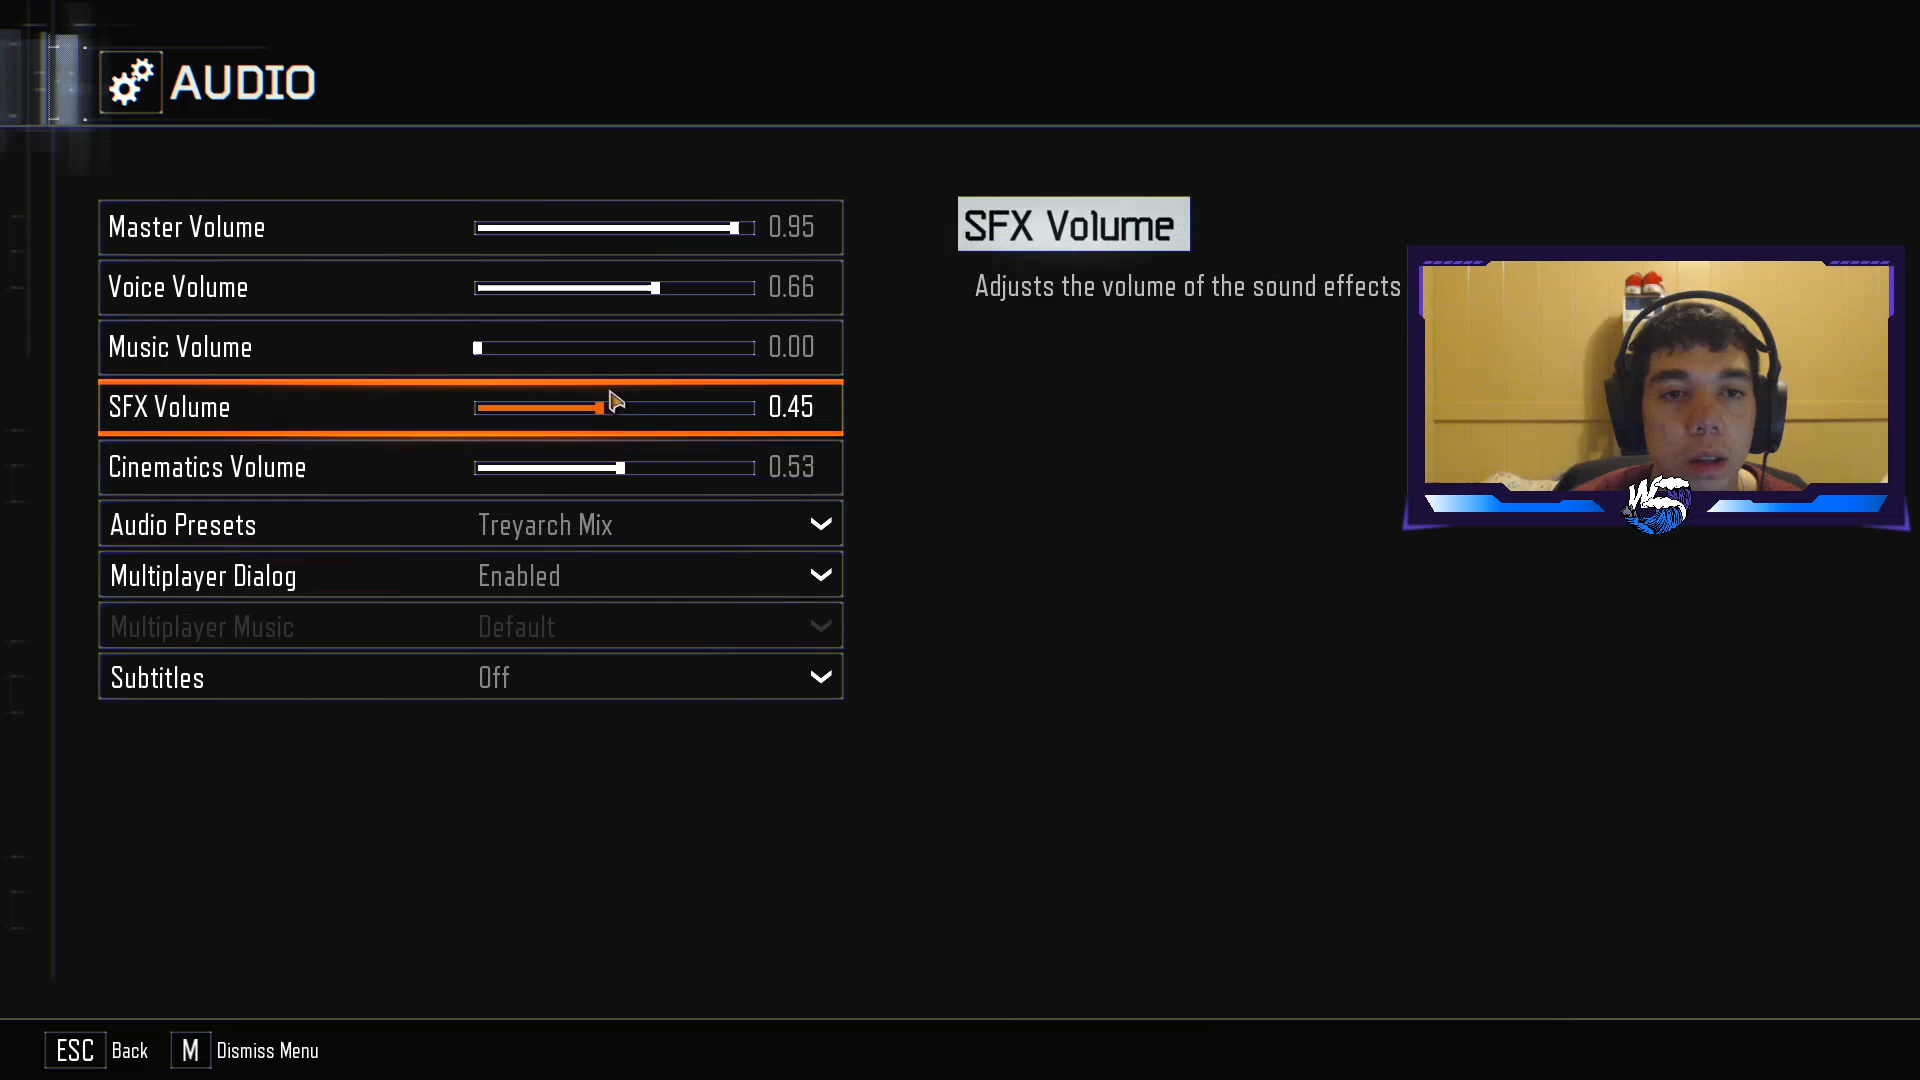 AUDIO
Master Volume 0.95
Voice Volume 0.66
Music Volume 0.00
SFX Volume 0.45
Cinematics Volume 0.53
Audio Presets Treyarch Mix
Multiplayer Dialog Enabled
Multiplayer Music Default
Subtitles Off
SFX Volume
Adjusts the volume of the sound effects
W
ESC Back M Dismiss Menu